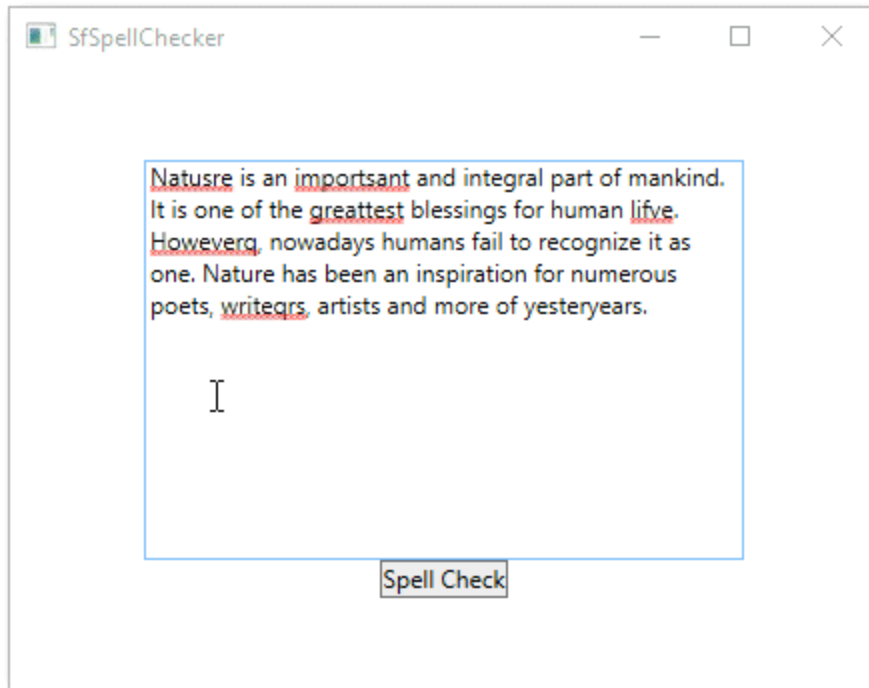 SfSpellChecker
Natusre is an importsant and integral part of mankind.
It is one of the greattest blessings for human lifve.
Howeverq, nowadays humans fail to recognize it as
one. Nature has been an inspiration for numerous
poets, writeqrs, artists and more of yesteryears.
Spell Check